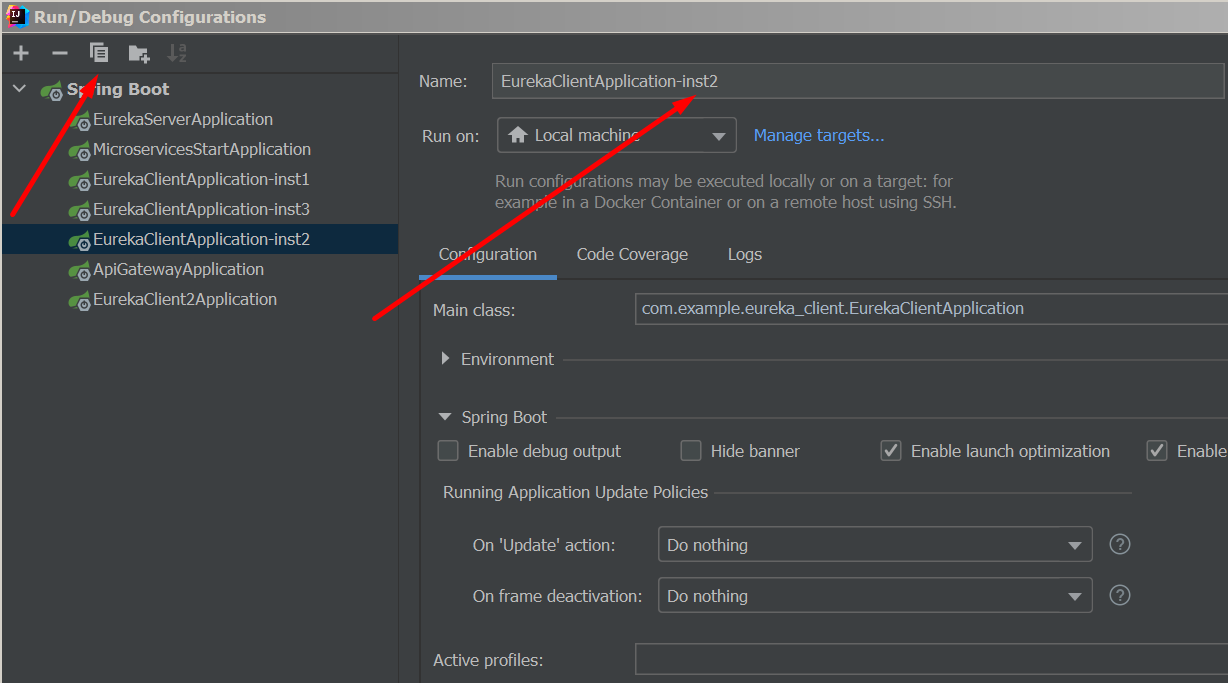 Run/Debug Configurations
Spring Boot
EurekaServerApplication
MicroservicesStartApplication
EurekaClientApplication-inst1
EurekaClientApplication-inst3
EurekaClientApplication-inst2
ApiGatewayApplication
EurekaClient2Application
Name: EurekaClientApplication-inst2
Run on: Local machine Manage targets...
Run configurations may be executed locally or on a target: for
example in a Docker Container or on a remote host using SSH.
Configuration Code Coverage Logs
Main class: com.example.eureka_client.EurekaClientApplication
Environment
Spring Boot
Enable debug output Hide banner Enable launch optimization Enable
Running Application Update Policies
On 'Update' action: Do nothing
On frame deactivation: Do nothing
Active profiles: